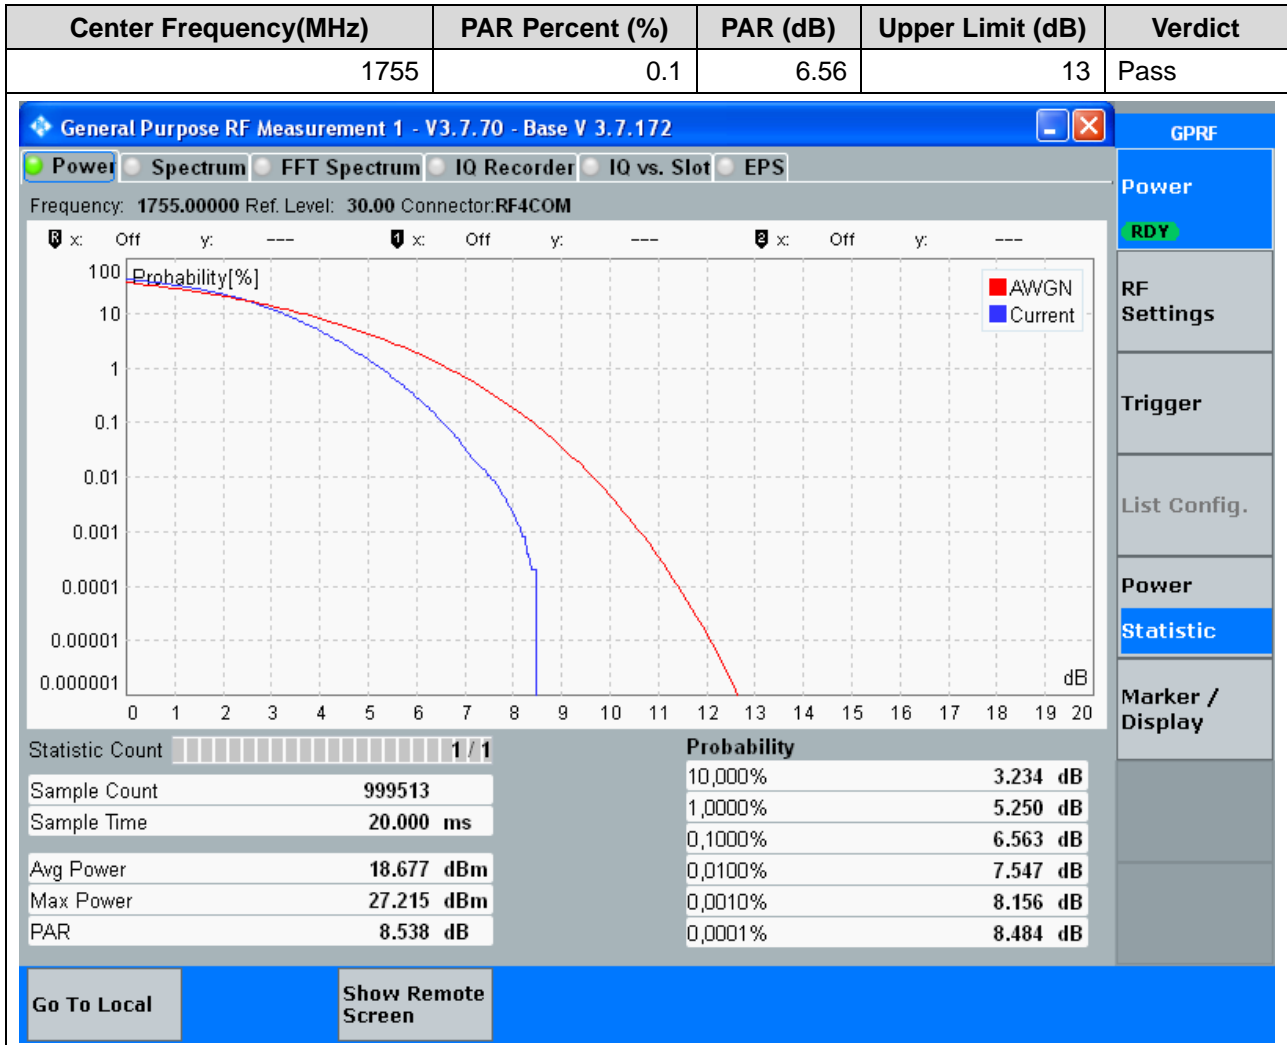 Center Frequency(MHz) PAR Percent (%) PAR (dB) Upper Limit (dB) Verdict
1755 0.1 6.56 13 Pass
General Purpose RF Measurement 1 - V3.7.70 - Base V 3.7.172
GPRF
Power Spectrum FFT Spectrum IQ Recorder IQ vs. Slot EPS
Power
RDY
Frequency: 1755.00000 Ref. Level: 30.00 Connector:RF4COM
R x: Off y: --- 1 x: Off y: --- 2 x: Off y: ---
Probability[%]
AWGN
Current
100
10
1
0.1
0.01
0.001
0.0001
0.00001
0.000001
dB
0 1 2 3 4 5 6 7 8 9 10 11 12 13 14 15 16 17 18 19 20
RF
Settings
Trigger
List Config.
Power
Statistic
Marker /
Display
Statistic Count 1 / 1
Sample Count 999513
Sample Time 20.000 ms
Avg Power 18.677 dBm
Max Power 27.215 dBm
PAR 8.538 dB
Probability
10,000% 3.234 dB
1,0000% 5.250 dB
0,1000% 6.563 dB
0,0100% 7.547 dB
0,0010% 8.156 dB
0,0001% 8.484 dB
Go To Local
Show Remote
Screen